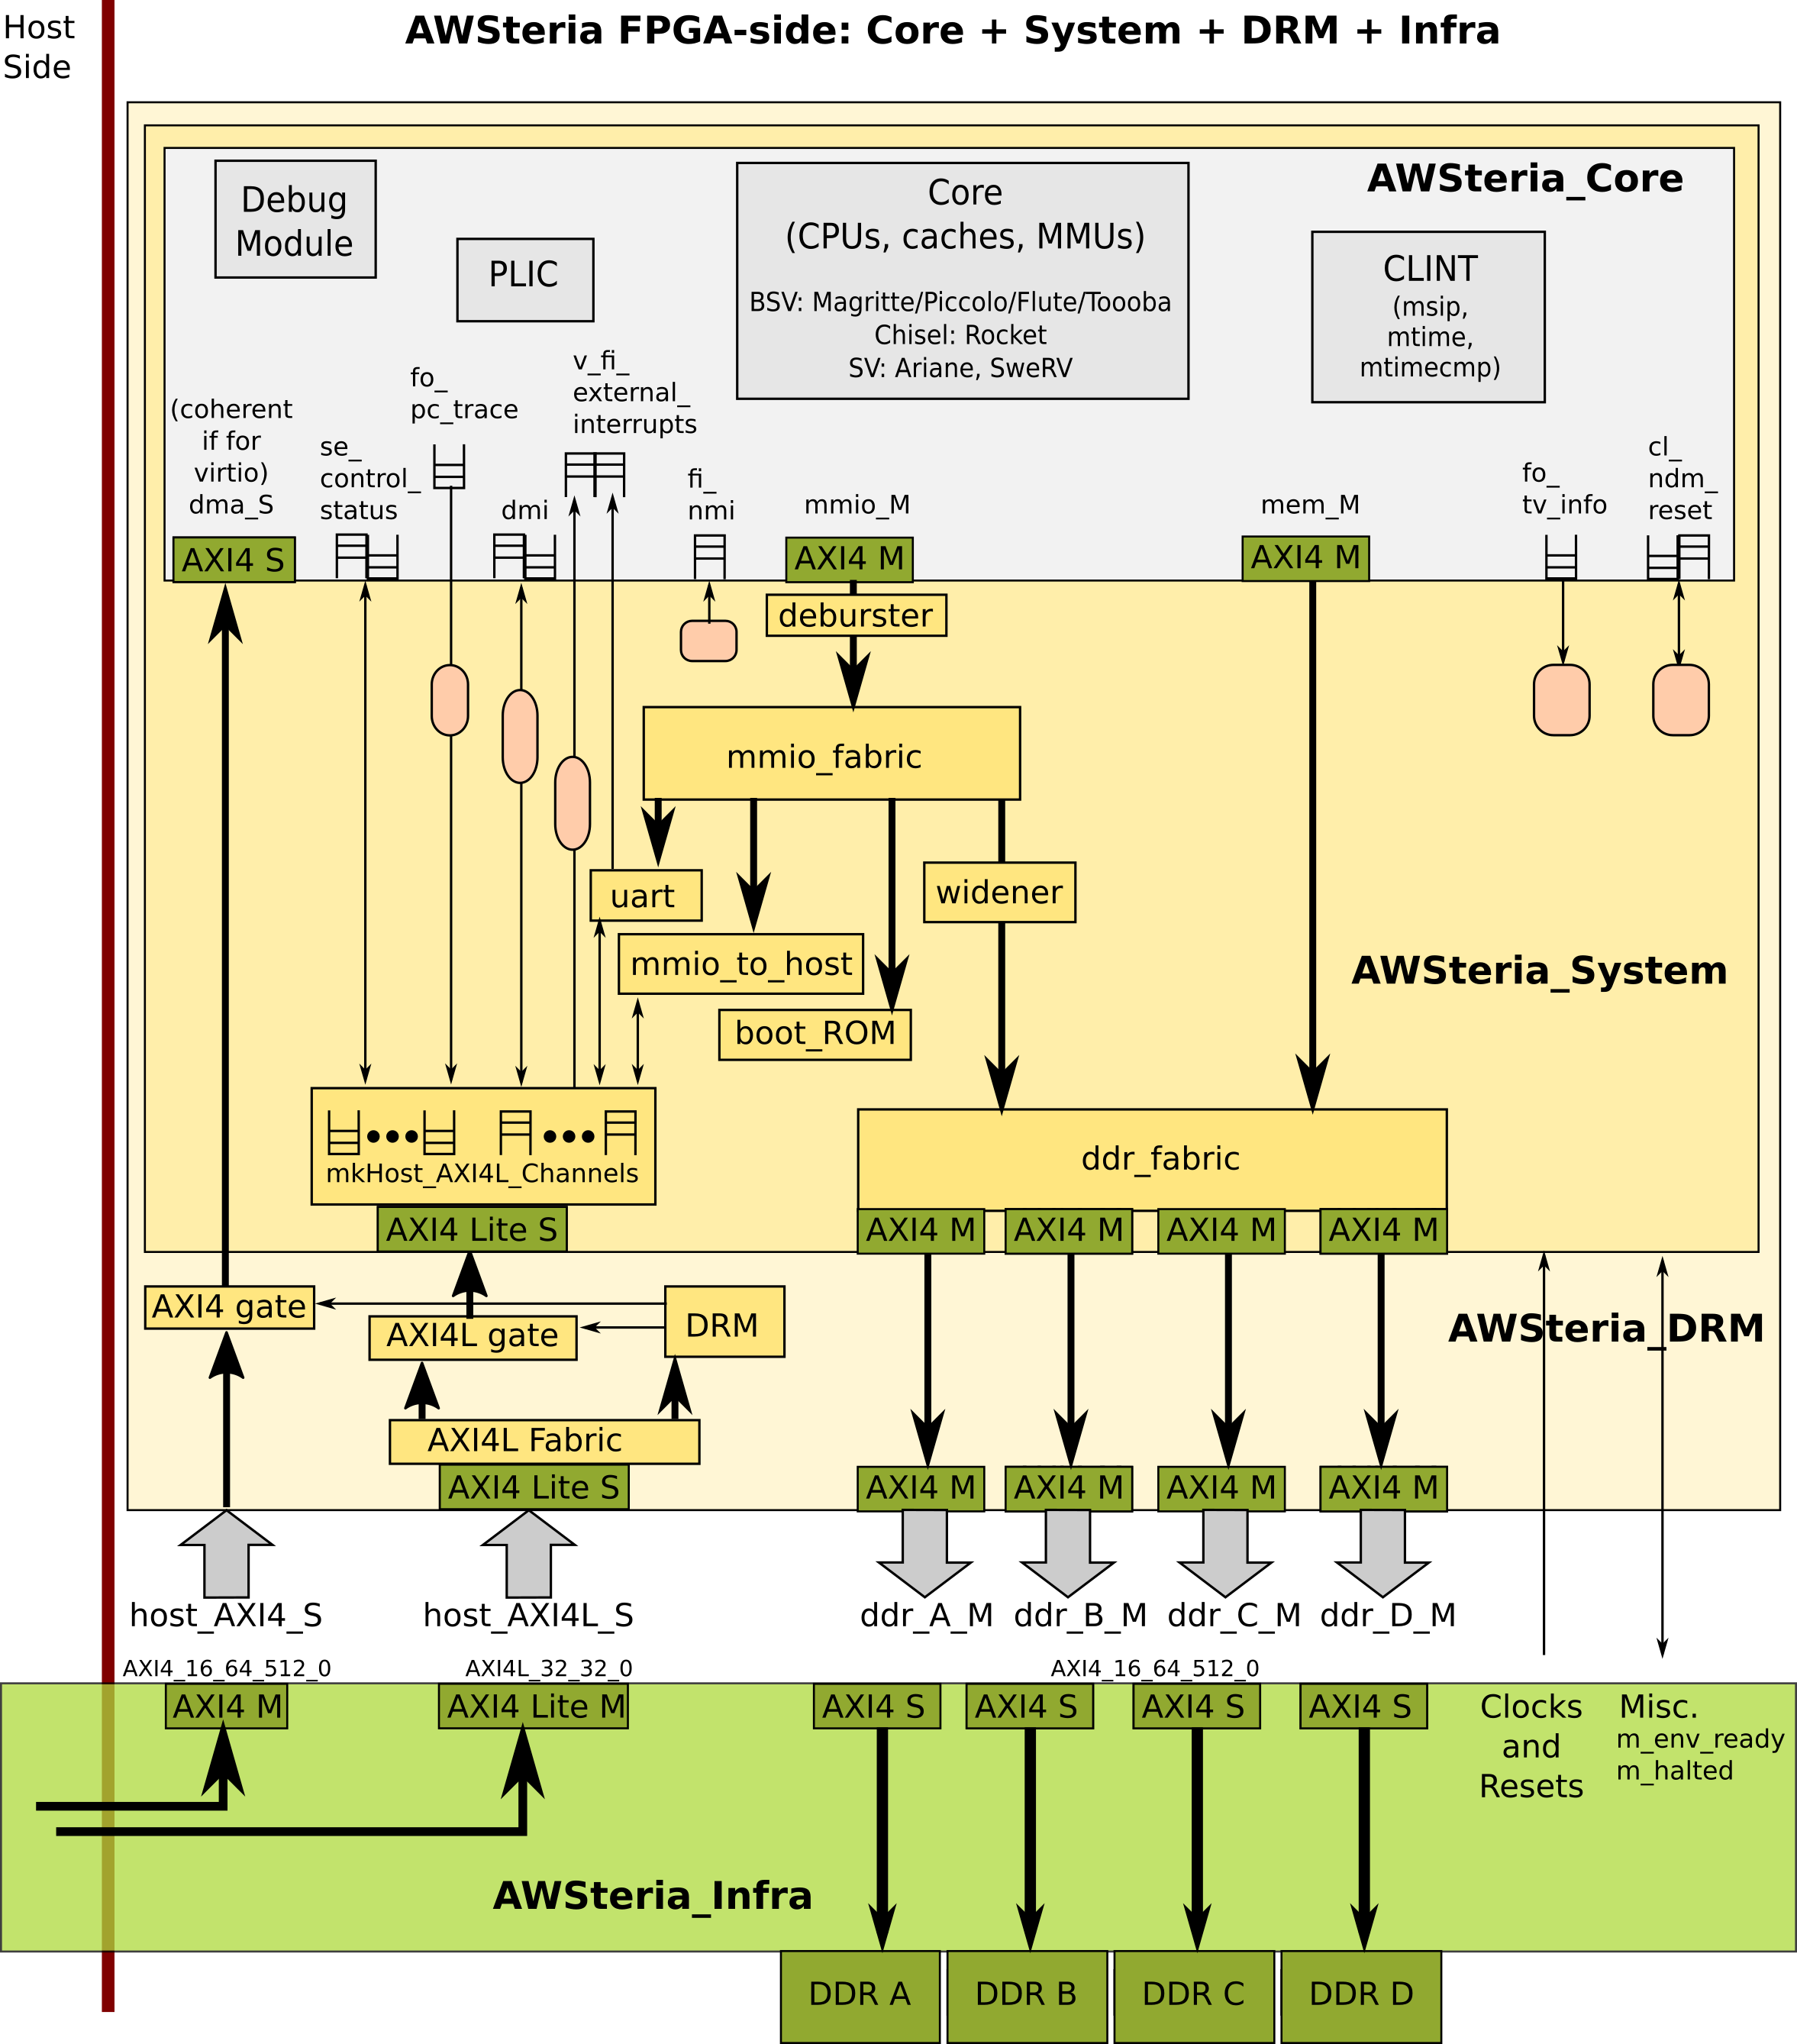 Host
Side
AWSteria FPGA-side: Core + System + DRM + Infra
AWSteria_Core
Debug
Module
PLIC
Core
(CPUs, caches, MMUs)
BSV: Magritte/Piccolo/Flute/Toooba
Chisel: Rocket
SV: Ariane, SweRV
CLINT
(msip,
mtime,
mtimecmp)
(coherent
if for
virtio)
dma_S
se_
control_
status
fo_
pc_trace
dmi
v_fi_
external_
interrupts
fi_
nmi
mmio_M
mem_M
fo_
tv_info
cl_
ndm_
reset
AXI4 S
AXI4 M
AXI4 M
deburster
mmio_fabric
uart
widener
mmio_to_host
boot_ROM
AWSteria_System
mkHost_AXI4L_Channels
ddr_fabric
AXI4 Lite S
AXI4 M
AXI4 M
AXI4 M
AXI4 M
AXI4 gate
AXI4L gate
DRM
AWSteria_DRM
AXI4L Fabric
AXI4 Lite S
AXI4 M
AXI4 M
AXI4 M
AXI4 M
host_AXI4_S
host_AXI4L_S
ddr_A_M
ddr_B_M
ddr_C_M
ddr_D_M
AXI4_16_64_512_0
AXI4L_32_32_0
AXI4_16_64_512_0
AXI4 M
AXI4 Lite M
AXI4 S
AXI4 S
AXI4 S
AXI4 S
Clocks
and
Resets
Misc.
m_env_ready
m_halted
AWSteria_Infra
DDR A
DDR B
DDR C
DDR D